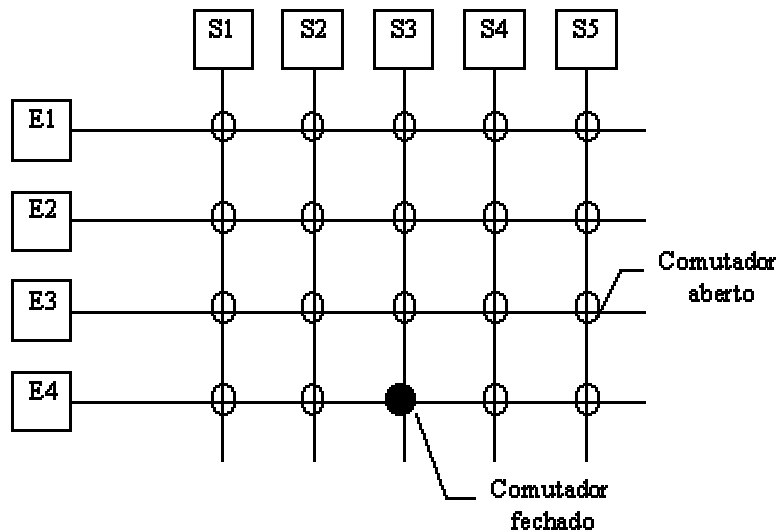 S1 S2 S3 S4 S5
E1
E2
Comutador
aberto
E3
E4
Comutador
fechado